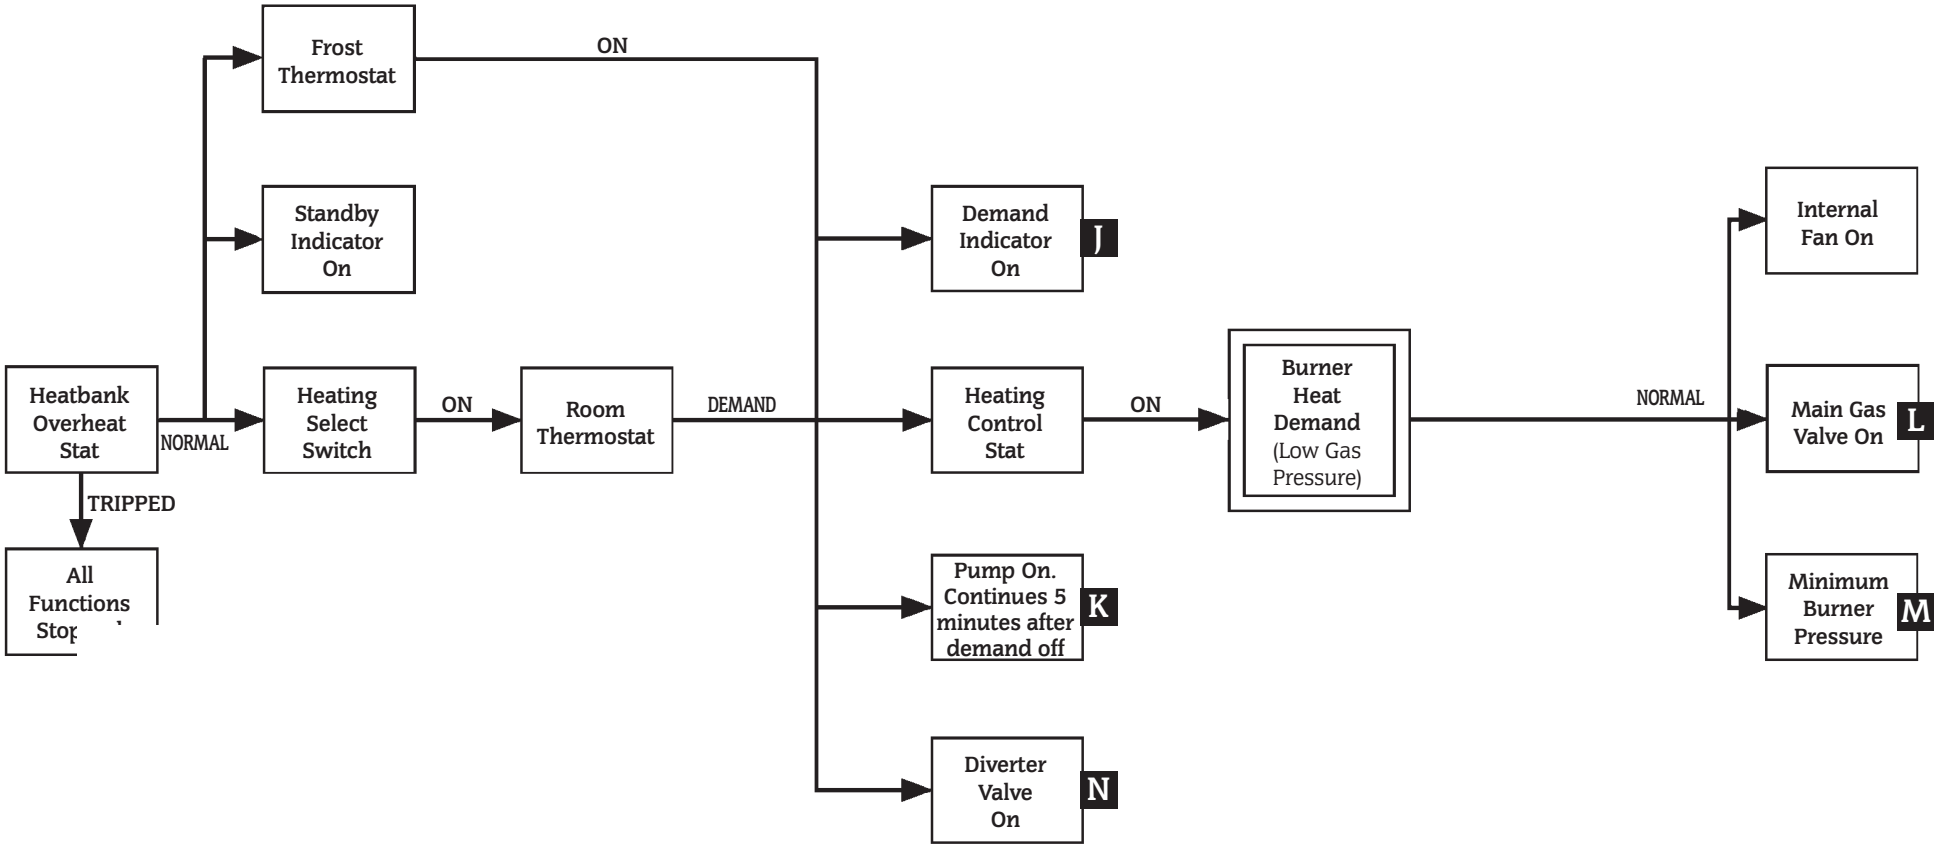 Frost
Thermostat
ON
Standby
Indicator
On
Heatbank
Overheat
Stat
NORMAL
TRIPPED
All
Functions
Heating
Select
Switch
ON
Room
Thermostat
DEMAND
Demand
Indicator
On
J
Heating
Control
Stat
ON
Pump On.
Continues 5
minutes after
demand off
K
Diverter
Valve
On
N
Burner
Heat
Demand
(Low Gas
Pressure)
NORMAL
Internal
Fan On
Main Gas
Valve On
L
Minimum
Burner
Pressure
M